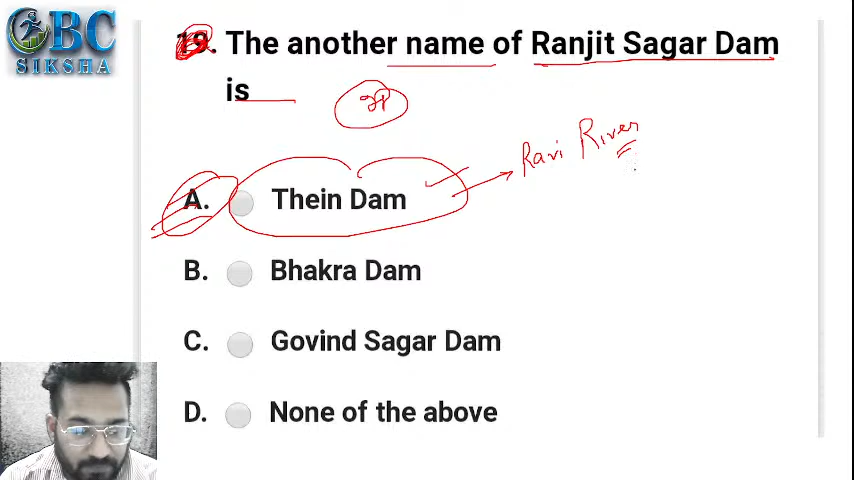 OBC
SIKSHA
19. The another name of Ranjit Sagar Dam
is
Ravi River
A. Thein Dam
B. Bhakra Dam
C. Govind Sagar Dam
D. None of the above